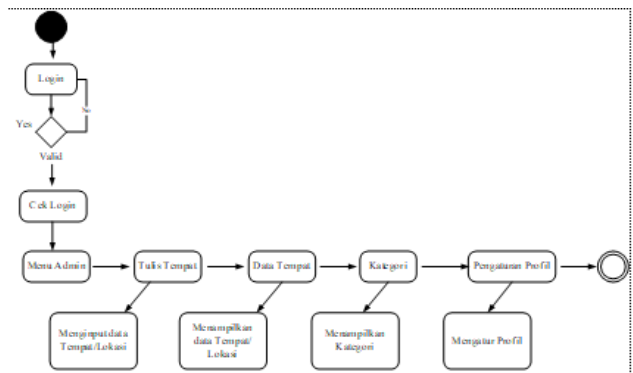 Login
No
Yes
Valid
Cek Login
Menu Admin
Tulis Tempat
Data Tempat
Kategori
Pengaturan Profil
Menginput data
Tempat/Lokasi
Menampilkan
data Tempat/
Lokasi
Menampilkan
Kategori
Mengatur Profil